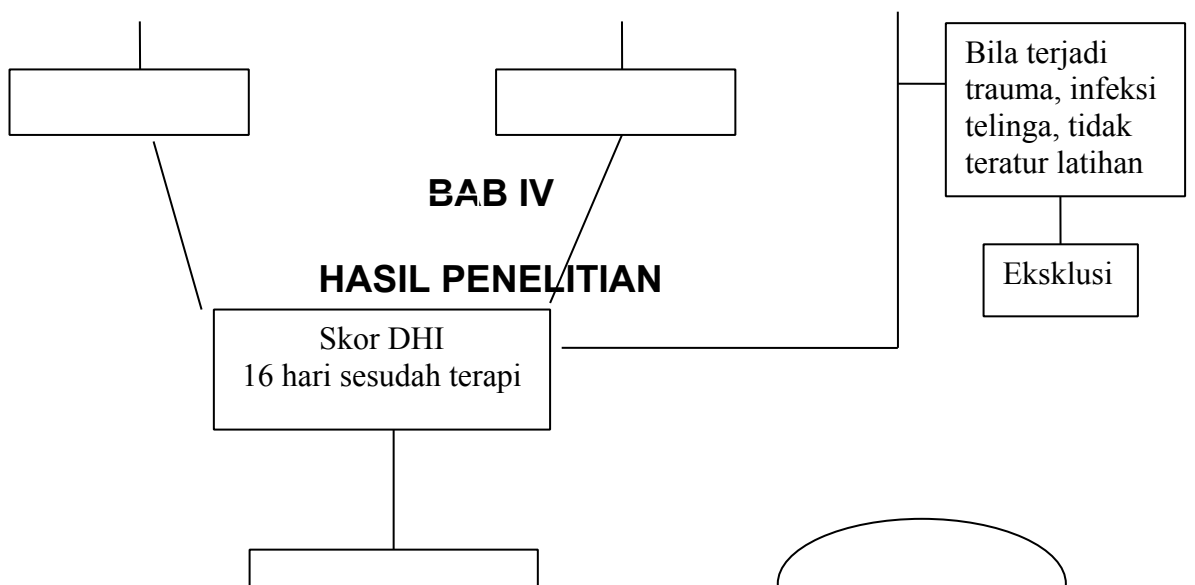 Bila terjadi
trauma, infeksi
telinga, tidak
teratur latihan
BAB IV
HASIL PENELITIAN
Eksklusi
Skor DHI
16 hari sesudah terapi